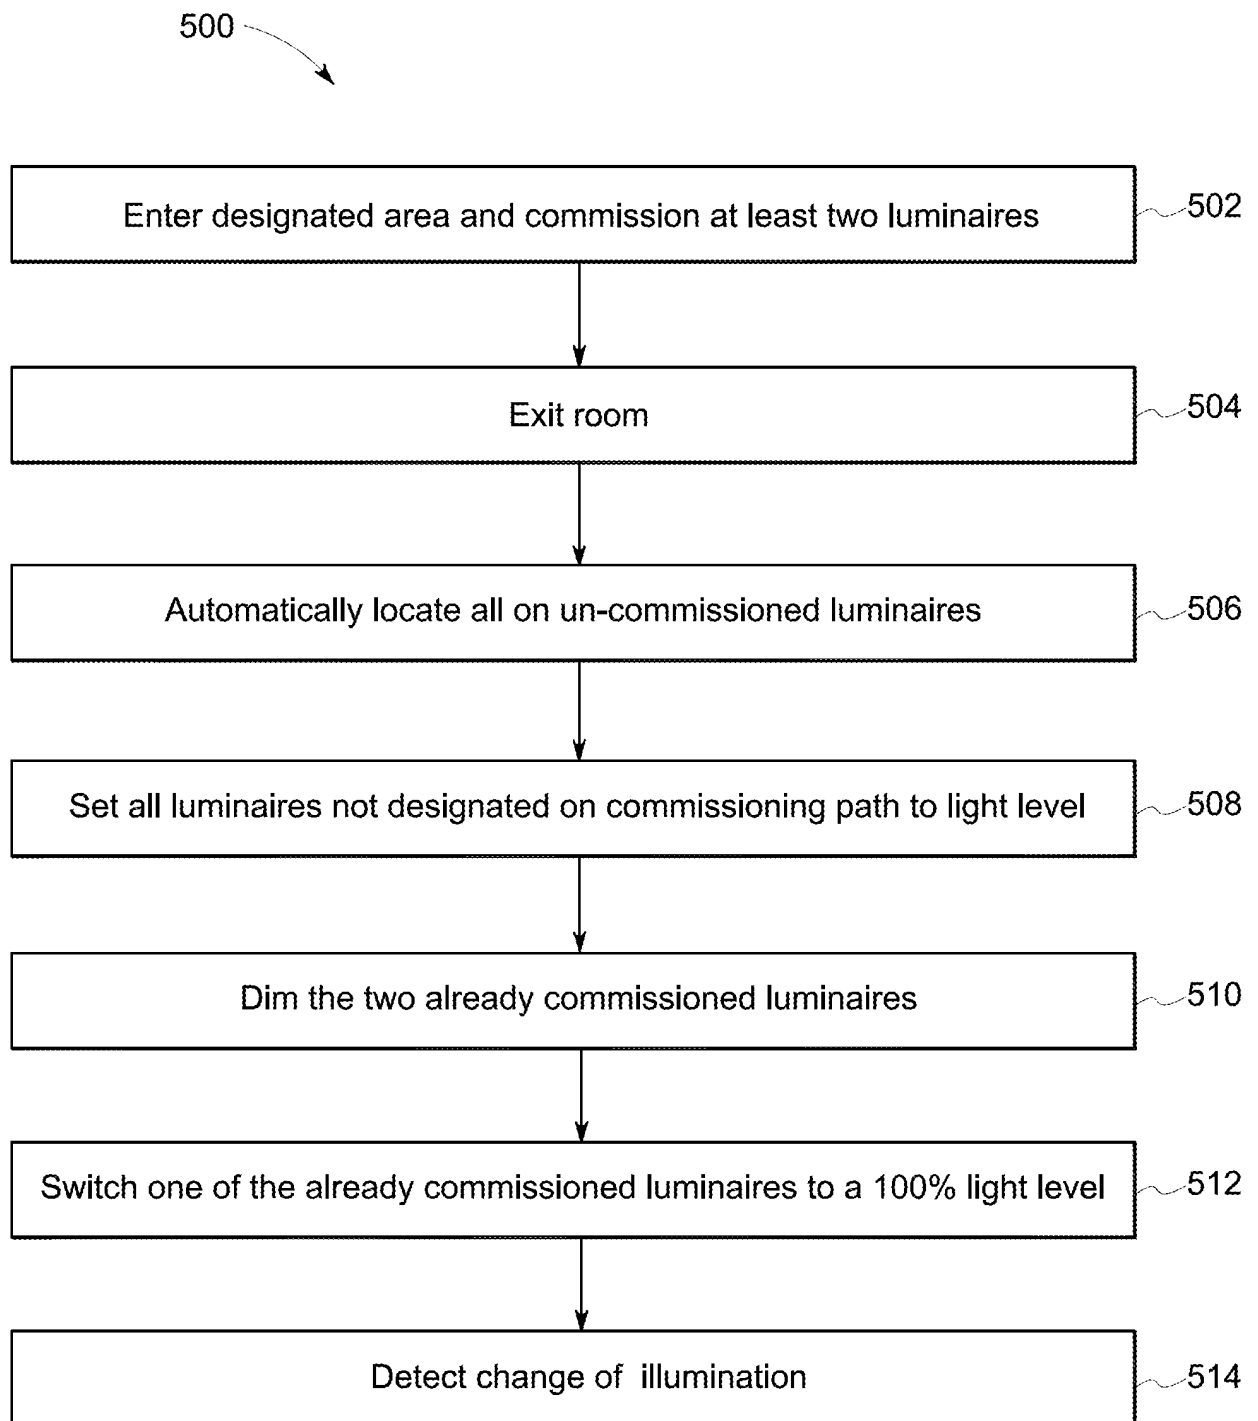 500
Enter designated area and commission at least two luminaires
502
Exit room
504
Automatically locate all on un-commissioned luminaires
506
Set all luminaires not designated on commissioning path to light level
508
Dim the two already commissioned luminaires
510
Switch one of the already commissioned luminaires to a 100% light level
512
Detect change of illumination
514